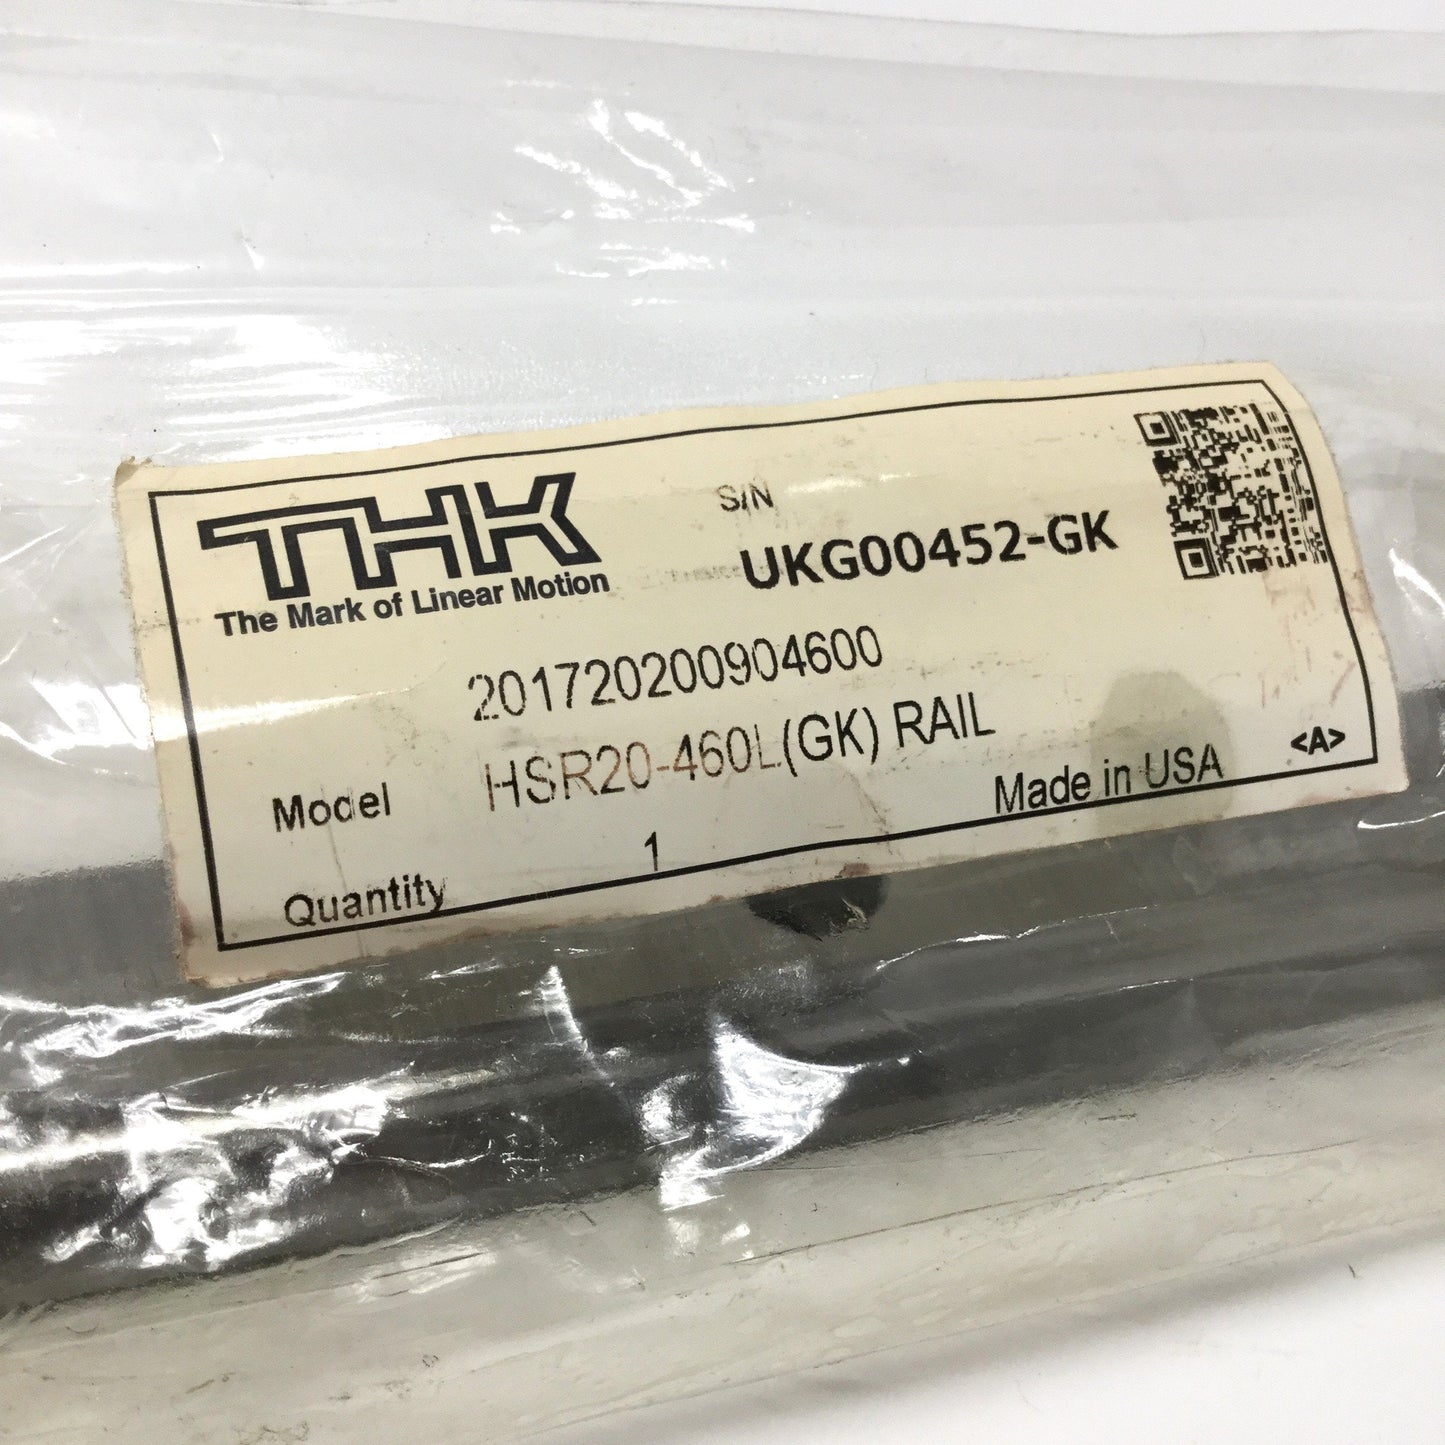 THK
The Mark of Linear Motion
S/N
UKG00452-GK
201720200904600
Model HSR20-460L(GK) RAIL
Quantity 1
Made in USA
<A>